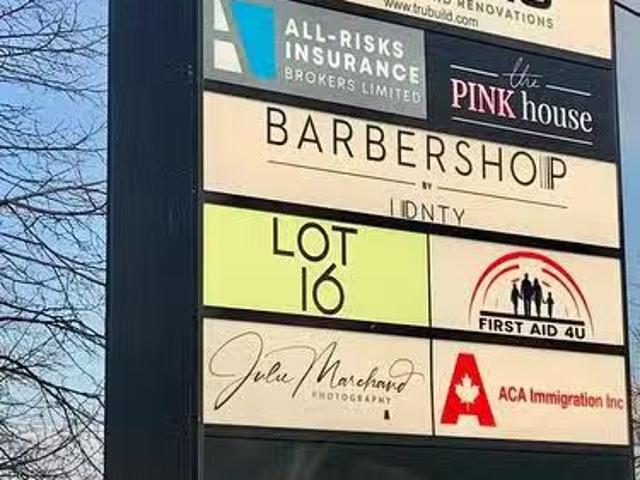 RENOVATIONS
www.trubuild.com
ALL-RISKS
INSURANCE
BROKERS LIMITED
the
PINK house
BARBERSHOP
BY
IDNTY
LOT
16
FIRST AID 4U
Julie Marchand
PHOTOGRAPHY
ACA Immigration Inc